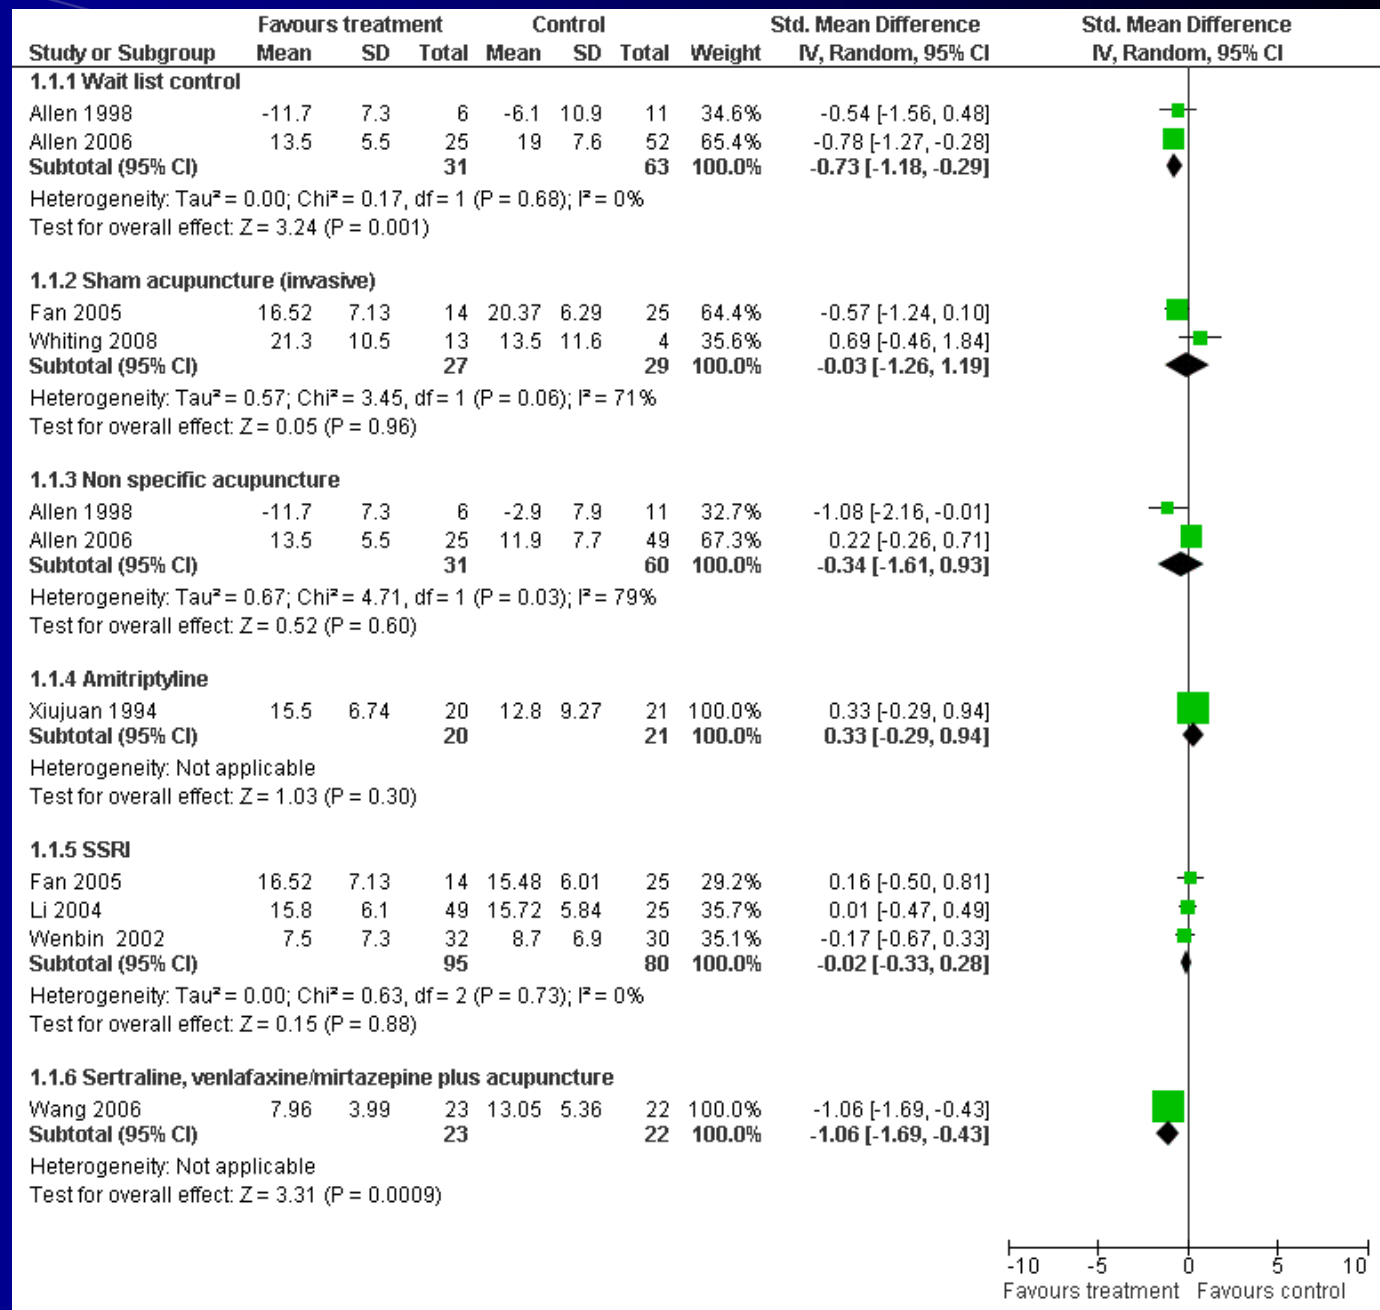 Favours treatment Control Std. Mean Difference Std. Mean Difference
Study or Subgroup Mean SD Total Mean SD Total Weight IV, Random, 95% CI IV, Random, 95% CI
1.1.1 Wait list control
Allen 1998 -11.7 7.3 6 -6.1 10.9 11 34.6% -0.54 [-1.56, 0.48]
Allen 2006 13.5 5.5 25 19 7.6 52 65.4% -0.78 [-1.27, -0.28]
Subtotal (95% CI) 31 63 100.0% -0.73 [-1.18, -0.29]
Heterogeneity: Tau² = 0.00; Chi² = 0.17, df = 1 (P = 0.68); I² = 0%
Test for overall effect: Z = 3.24 (P = 0.001)
1.1.2 Sham acupuncture (invasive)
Fan 2005 16.52 7.13 14 20.37 6.29 25 64.4% -0.57 [-1.24, 0.10]
Whiting 2008 21.3 10.5 13 13.5 11.6 4 35.6% 0.69 [-0.46, 1.84]
Subtotal (95% CI) 27 29 100.0% -0.03 [-1.26, 1.19]
Heterogeneity: Tau² = 0.57; Chi² = 3.45, df = 1 (P = 0.06); I² = 71%
Test for overall effect: Z = 0.05 (P = 0.96)
1.1.3 Non specific acupuncture
Allen 1998 -11.7 7.3 6 -2.9 7.9 11 32.7% -1.08 [-2.16, -0.01]
Allen 2006 13.5 5.5 25 11.9 7.7 49 67.3% 0.22 [-0.26, 0.71]
Subtotal (95% CI) 31 60 100.0% -0.34 [-1.61, 0.93]
Heterogeneity: Tau² = 0.67; Chi² = 4.71, df = 1 (P = 0.03); I² = 79%
Test for overall effect: Z = 0.52 (P = 0.60)
1.1.4 Amitriptyline
Xiujuan 1994 15.5 6.74 20 12.8 9.27 21 100.0% 0.33 [-0.29, 0.94]
Subtotal (95% CI) 20 21 100.0% 0.33 [-0.29, 0.94]
Heterogeneity: Not applicable
Test for overall effect: Z = 1.03 (P = 0.30)
1.1.5 SSRI
Fan 2005 16.52 7.13 14 15.48 6.01 25 29.2% 0.16 [-0.50, 0.81]
Li 2004 15.8 6.1 49 15.72 5.84 25 35.7% 0.01 [-0.47, 0.49]
Wenbin 2002 7.5 7.3 32 8.7 6.9 30 35.1% -0.17 [-0.67, 0.33]
Subtotal (95% CI) 95 80 100.0% -0.02 [-0.33, 0.28]
Heterogeneity: Tau² = 0.00; Chi² = 0.63, df = 2 (P = 0.73); I² = 0%
Test for overall effect: Z = 0.15 (P = 0.88)
1.1.6 Sertraline, venlafaxine/mirtazepine plus acupuncture
Wang 2006 7.96 3.99 23 13.05 5.36 22 100.0% -1.06 [-1.69, -0.43]
Subtotal (95% CI) 23 22 100.0% -1.06 [-1.69, -0.43]
Heterogeneity: Not applicable
Test for overall effect: Z = 3.31 (P = 0.0009)
-10 -5 0 5 10
Favours treatment Favours control